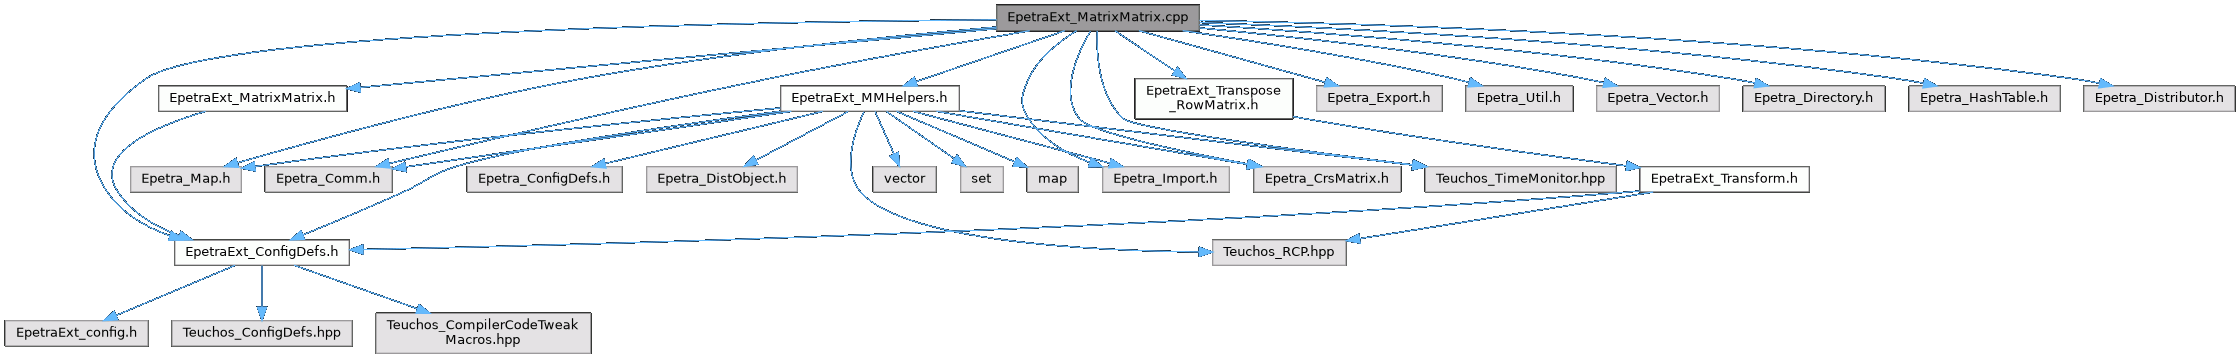 EpetraExt_MatrixMatrix.cpp
EpetraExt_MatrixMatrix.h
EpetraExt_MMHelpers.h
EpetraExt_Transpose
_RowMatrix.h
Epetra_Export.h
Epetra_Util.h
Epetra_Vector.h
Epetra_Directory.h
Epetra_HashTable.h
Epetra_Distributor.h
Epetra_Map.h
Epetra_Comm.h
Epetra_ConfigDefs.h
Epetra_DistObject.h
vector
set
map
Epetra_Import.h
Epetra_CrsMatrix.h
Teuchos_TimeMonitor.hpp
EpetraExt_Transform.h
EpetraExt_ConfigDefs.h
Teuchos_RCP.hpp
EpetraExt_config.h
Teuchos_ConfigDefs.hpp
Teuchos_CompilerCodeTweak
Macros.hpp